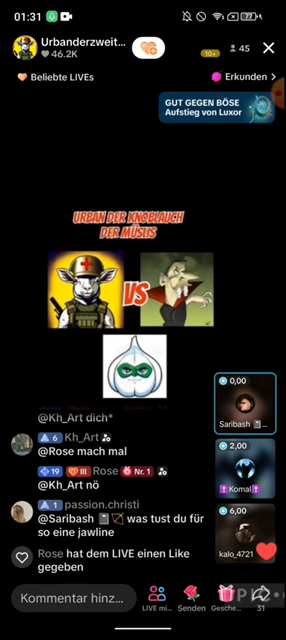 01:31
77
Urbanderzweit...
46.2K
10+
45
Beliebte LIVEs
Erkunden
GUT GEGEN BÖSE
Aufstieg von Luxor
URBAN DER KNOBLAUCH
DER MÜSLIS
VS
0,00
Saribash
2,00
Komal
6,00
kalo_4721
@Kh_Art dich*
6 Kh_Art
@Rose mach mal
19 III Rose Nr. 1
@Kh_Art nö
1 passion.christi
@Saribash was tust du für
so eine jawline
Rose hat dem LIVE einen Like
gegeben
Kommentar hinz...
LIVE mi...
Senden
Gesche...
31